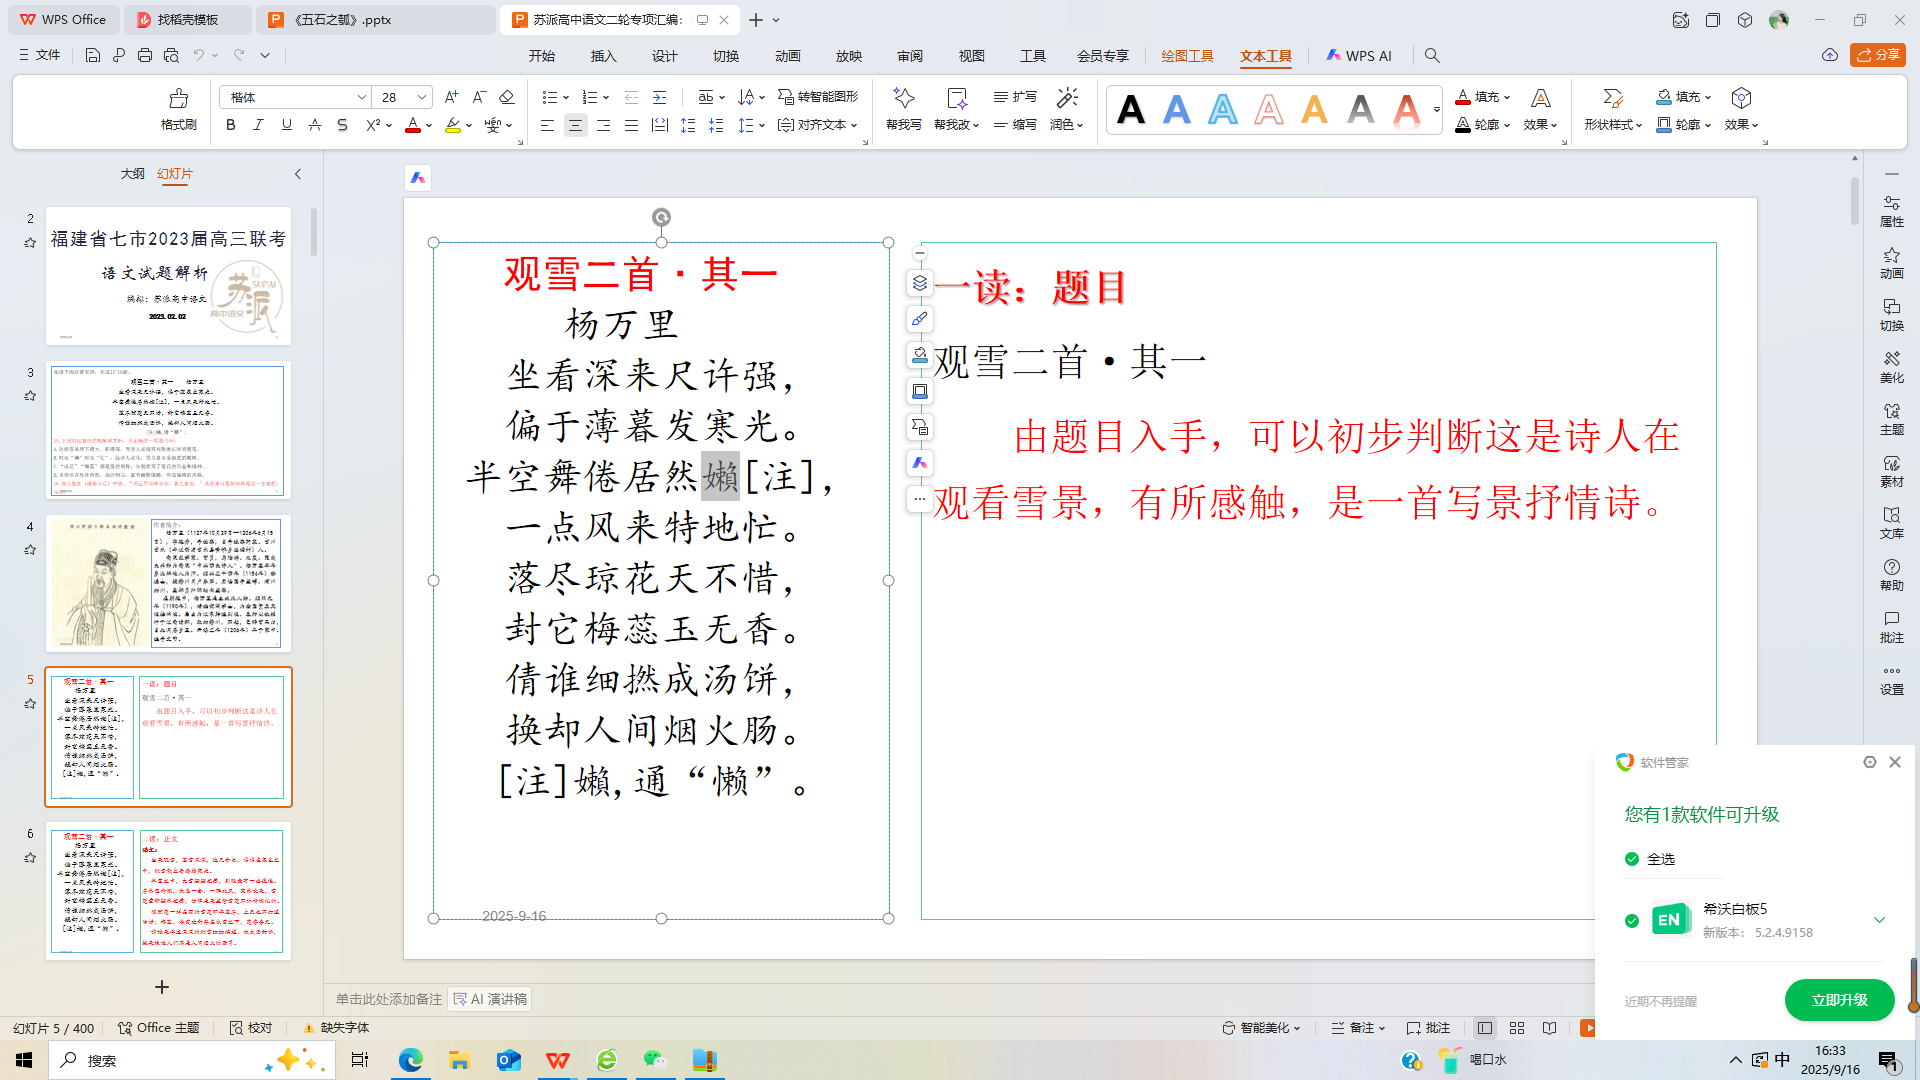 WPS Office
找稻壳模板
《五石之瓠》.pptx
苏派高中语文二轮专项汇编：
文件
开始
插入
设计
切换
动画
放映
审阅
视图
工具
会员专享
绘图工具
文本工具
WPS AI
分享
格式刷
楷体
28
转智能图形
对齐文本
帮我写
帮我改
扩写
缩写
润色
填充
轮廓
效果
形状样式
填充
轮廓
效果
大纲
幻灯片
2
福建省七市2023届高三联考
语文试题解析
编拟：苏派高中语文
2023.02.02
3
4
作者简介：
5
6
观雪二首·其一
杨万里
坐看深来尺许强，
偏于薄暮发寒光。
半空舞倦居然嬾[注]，
一点风来特地忙。
落尽琼花天不惜，
封它梅蕊玉无香。
倩谁细撚成汤饼，
换却人间烟火肠。
[注]嬾,通“懒”。
2025-9-16
一读：题目
观雪二首•其一
由题目入手，可以初步判断这是诗人在
观看雪景，有所感触，是一首写景抒情诗。
属性
动画
切换
美化
主题
素材
文库
帮助
批注
设置
软件管家
您有1款软件可升级
全选
EN
希沃白板5
新版本： 5.2.4.9158
近期不再提醒
立即升级
单击此处添加备注
AI 演讲稿
幻灯片 5 / 400
Office 主题
校对
缺失字体
智能美化
备注
批注
搜索
喝口水
中
16:33
2025/9/16
1